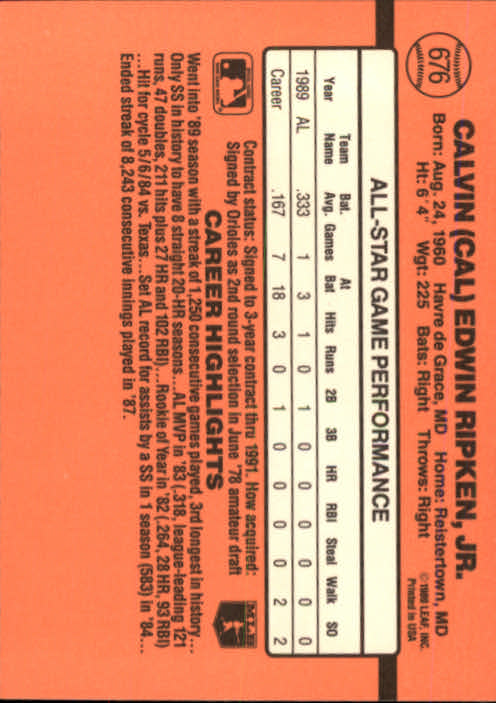 676
CALVIN (CAL) EDWIN RIPKEN, JR.
Born: Aug. 24, 1960 Havre de Grace, MD Home: Reistertown, MD
Ht: 6' 4" Wgt: 225 Bats: Right Throws: Right
© 1989 LEAF, INC.
Printed in USA
ALL-STAR GAME PERFORMANCE
Year Team Name Bat. Avg. Games At Bat Hits Runs 2B 3B HR RBI Steal Walk SO
1989 AL .333 1 3 1 0 1 0 0 0 0 0 0
Career .167 7 18 3 0 1 0 0 0 0 2 2
Contract status: Signed to 3-year contract thru 1991. How acquired:
Signed by Orioles as 2nd round selection in June '78 amateur draft
CAREER HIGHLIGHTS
Went into '89 season with a streak of 1,250 consecutive games played, 3rd longest in history...
Only SS in history to have 8 straight 20-HR seasons...AL MVP in '83 (.318, league-leading 121
runs, 47 doubles, 211 hits plus 27 HR and 102 RBI)...Rookie of Year in '82 (.264, 28 HR, 93 RBI)
...Hit for cycle 5/6/84 vs. Texas...Set AL record for assists by a SS in 1 season (583) in '84...
Ended streak of 8,243 consecutive innings played in '87.